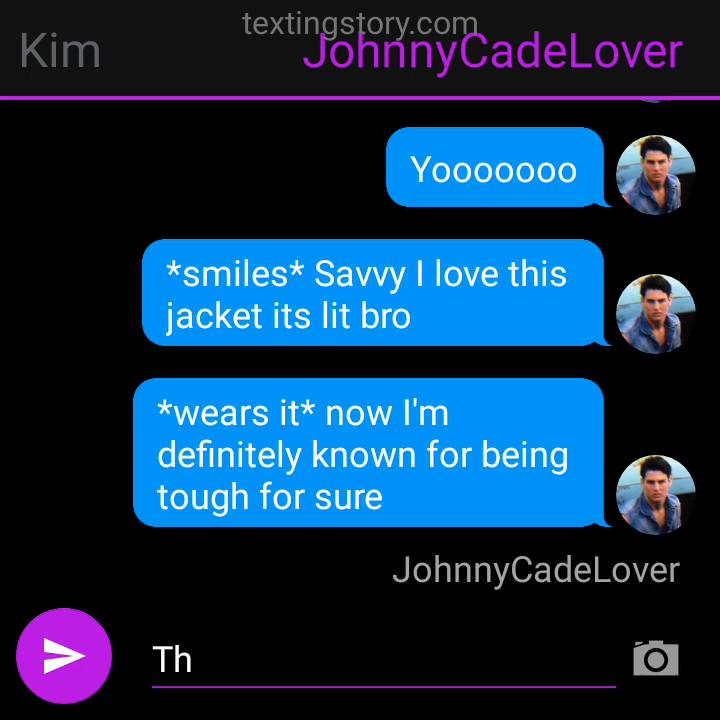 textingstory.com
Kim
JohnnyCadeLover
Yooooooo
*smiles* Savvy I love this
jacket its lit bro
*wears it* now I'm
definitely known for being
tough for sure
JohnnyCadeLover
Th